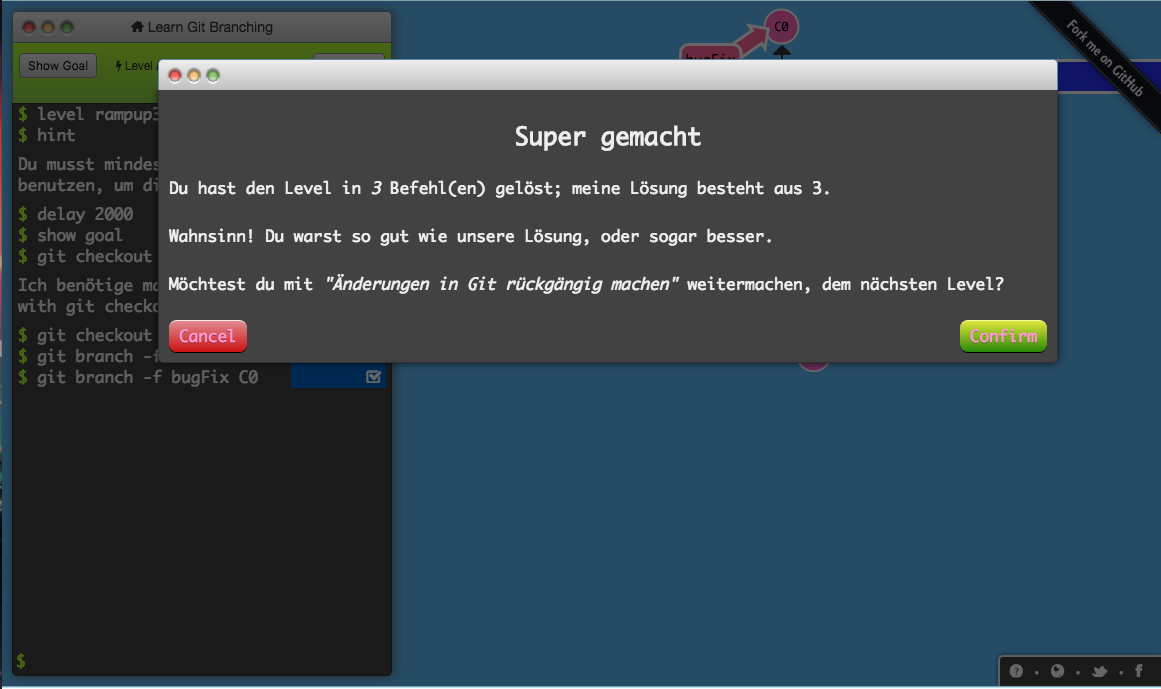 Learn Git Branching
C0
Fork me on GitHub
Show Goal
Level
$ level rampup3
$ hint
Du musst mindes
benutzen, um di
$ delay 2000
$ show goal
$ git checkout
Ich benötige
with git checko
$ git checkout
$ git branch -f
$ git branch -f bugFix C0
$
Super gemacht
Du hast den Level in 3 Befehl(en) gelöst; meine Lösung besteht aus 3.
Wahnsinn! Du warst so gut wie unsere Lösung, oder sogar besser.
Möchtest du mit "Änderungen in Git rückgängig machen" weitermachen, dem nächsten Level?
Cancel
Confirm